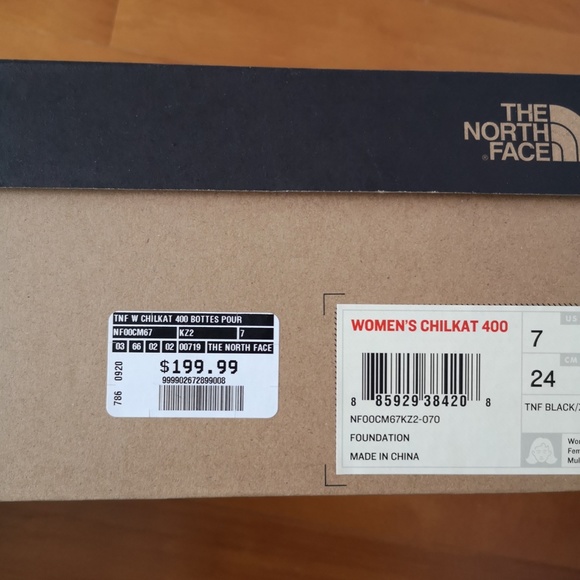 THE
NORTH
FACE
TNF W CHILKAT 400 BOTTES POUR
NF00CM67 KZ2 7
03 66 02 02 00719 THE NORTH FACE
$199.99
999902672899008
786 0920
WOMEN'S CHILKAT 400
8 85929 38420 8
NF00CM67KZ2-070
FOUNDATION
MADE IN CHINA
US
7
CM
24
TNF BLACK/